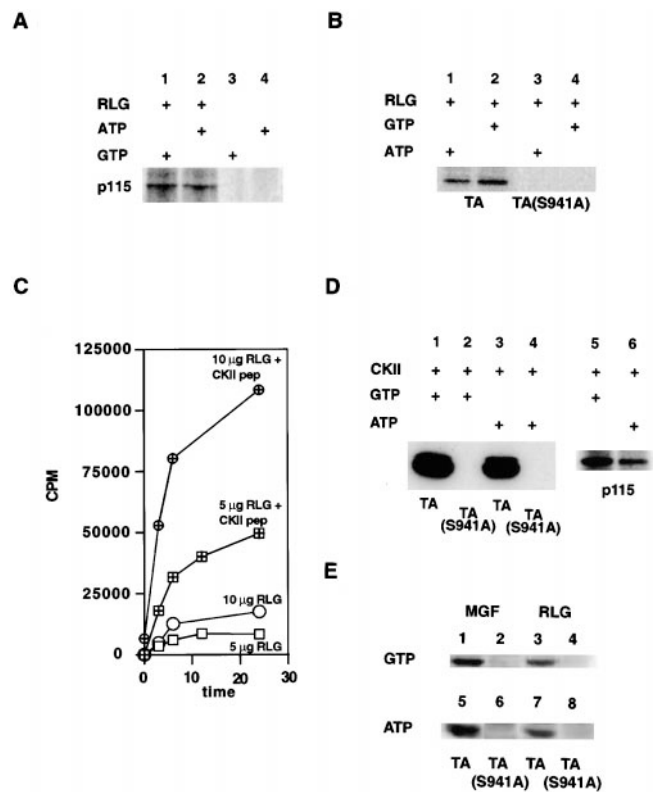 A
1 2 3 4
RLG + +
ATP + +
GTP + +
p115
B
1 2 3 4
RLG + + + +
GTP + +
ATP + +
TA TA(S941A)
C
125000
100000
75000
50000
25000
0
CPM
10 µg RLG +
CKII pep
5 µg RLG +
CKII pep
10 µg RLG
5 µg RLG
0 10 20 30
time
D
1 2 3 4 5 6
CKII + + + + + +
GTP + + +
ATP + + +
TA TA (S941A) TA TA (S941A)
p115
E
MGF RLG
1 2 3 4
GTP
5 6 7 8
ATP
TA TA (S941A) TA TA (S941A)